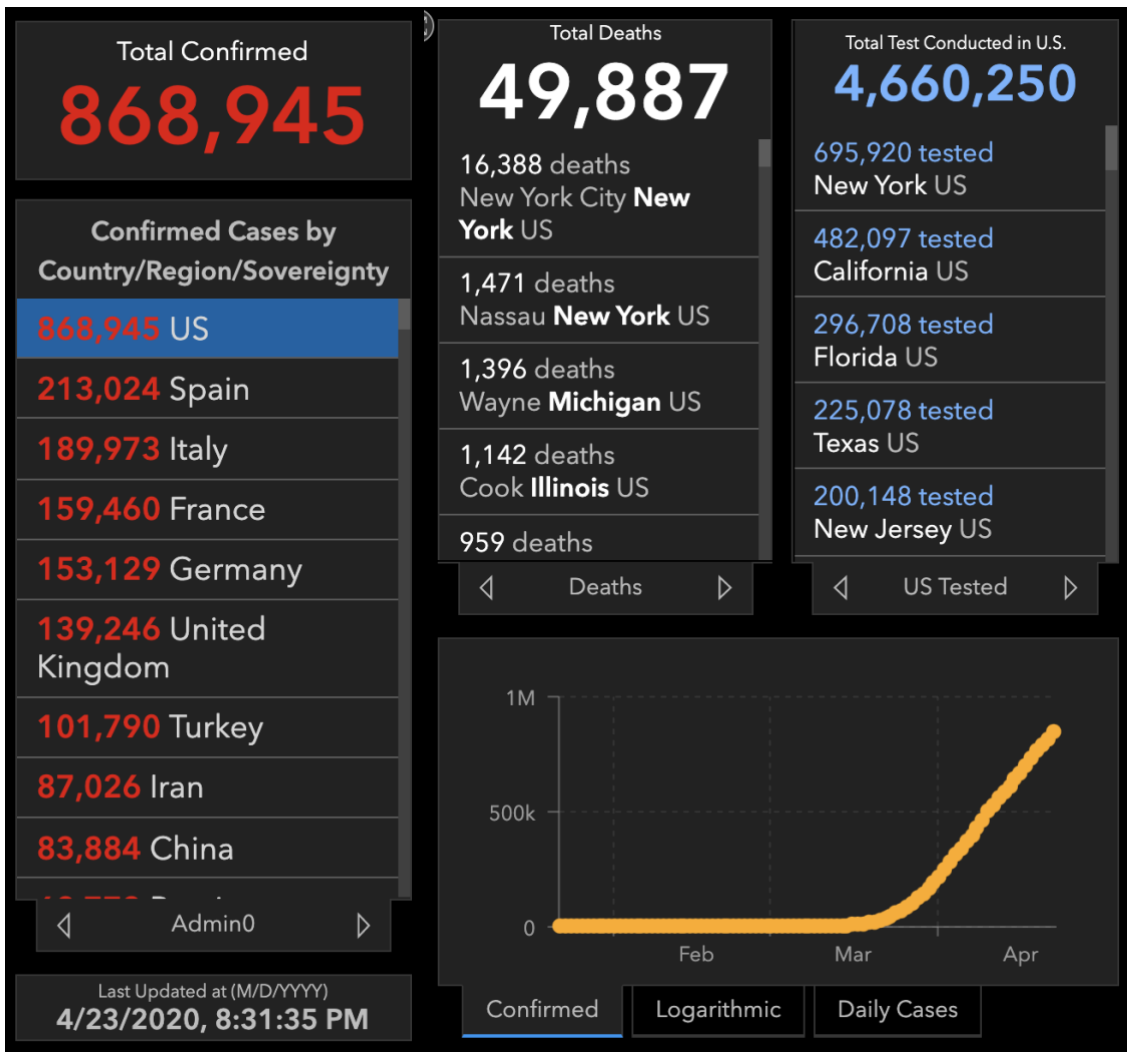 Total Confirmed
868,945
Confirmed Cases by
Country/Region/Sovereignty
868,945 US
213,024 Spain
189,973 Italy
159,460 France
153,129 Germany
139,246 United
Kingdom
101,790 Turkey
87,026 Iran
83,884 China
Admin0
Last Updated at (M/D/YYYY)
4/23/2020, 8:31:35 PM
Total Deaths
49,887
16,388 deaths
New York City New
York US
1,471 deaths
Nassau New York US
1,396 deaths
Wayne Michigan US
1,142 deaths
Cook Illinois US
959 deaths
Deaths
Total Test Conducted in U.S.
4,660,250
695,920 tested
New York US
482,097 tested
California US
296,708 tested
Florida US
225,078 tested
Texas US
200,148 tested
New Jersey US
US Tested
1M
500k
0
Feb
Mar
Apr
Confirmed
Logarithmic
Daily Cases